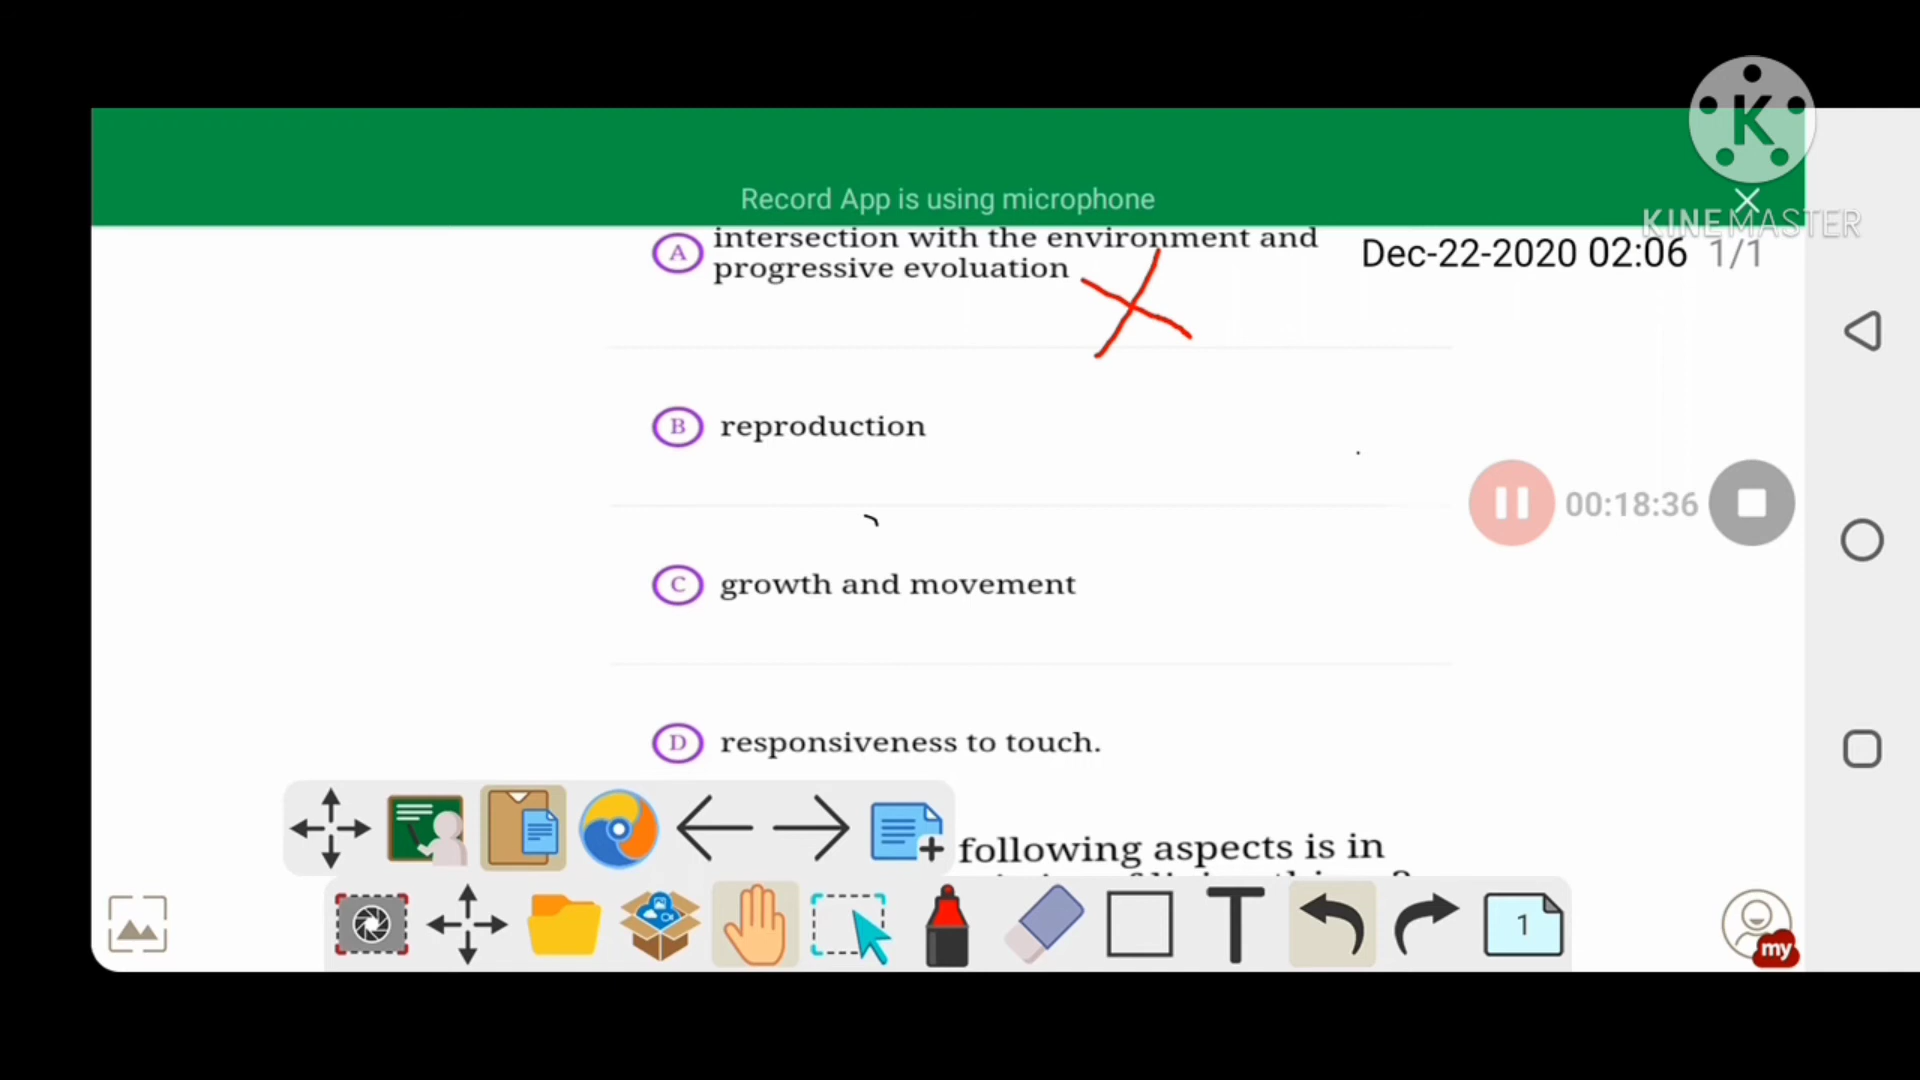 K
Record App is using microphone
KINEMASTER
A intersection with the environment and
progressive evoluation
Dec-22-2020 02:06 1/1
B reproduction
00:18:36
C growth and movement
D responsiveness to touch.
following aspects is in
T
1
my